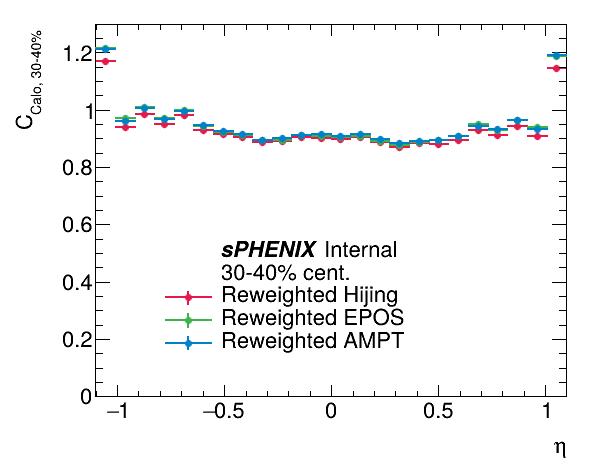 C_Calo, 30-40%
1.2
1
0.8
0.6
0.4
0.2
0
sPHENIX Internal
30-40% cent.
Reweighted Hijing
Reweighted EPOS
Reweighted AMPT
−1 −0.5 0 0.5 1
η